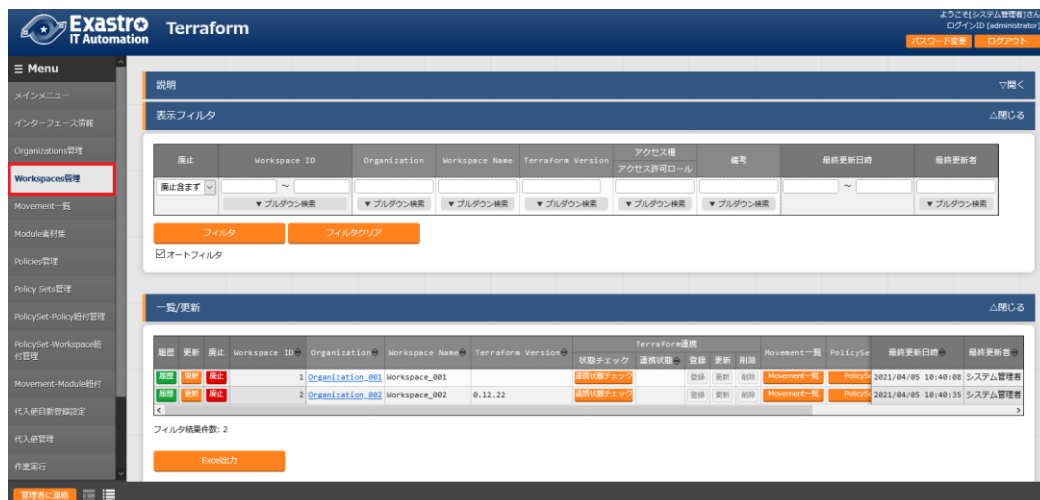 Exastro
IT Automation
Terraform
ようこそ[システム管理者]さん
ログインID [administrator]
パスワード変更
ログアウト
Menu
メインメニュー
インターフェース情報
Organizations管理
Workspaces管理
Movement一覧
Module素材集
Policies管理
Policy Sets管理
PolicySet-Policy紐付管理
PolicySet-Workspace紐
付管理
Movement-Module紐付
代入値自動登録設定
代入値管理
作業実行
管理者に連絡
説明
▽開く
表示フィルタ
△閉じる
廃止 Workspace ID Organization Workspace Name Terraform Version アクセス権 備考 最終更新日時 最終更新者
アクセス許可ロール
廃止含まず ~ ~
▼ プルダウン検索 ▼ プルダウン検索 ▼ プルダウン検索 ▼ プルダウン検索 ▼ プルダウン検索 ▼ プルダウン検索 ▼ プルダウン検索
フィルタ フィルタクリア
オートフィルタ
一覧/更新
△閉じる
履歴 更新 廃止 Workspace ID Organization Workspace Name Terraform Version Terraform連携 Movement一覧 PolicySe 最終更新日時 最終更新者
状態チェック 連携状態 登録 更新 削除
履歴 更新 廃止 1 Organization_001 Workspace_001 連携状態チェック 登録 更新 削除 Movement一覧 PolicyS 2021/04/05 10:40:08 システム管理者
履歴 更新 廃止 2 Organization_002 Workspace_002 0.12.22 連携状態チェック 登録 更新 削除 Movement一覧 PolicyS 2021/04/05 10:40:35 システム管理者
フィルタ結果件数: 2
Excel出力